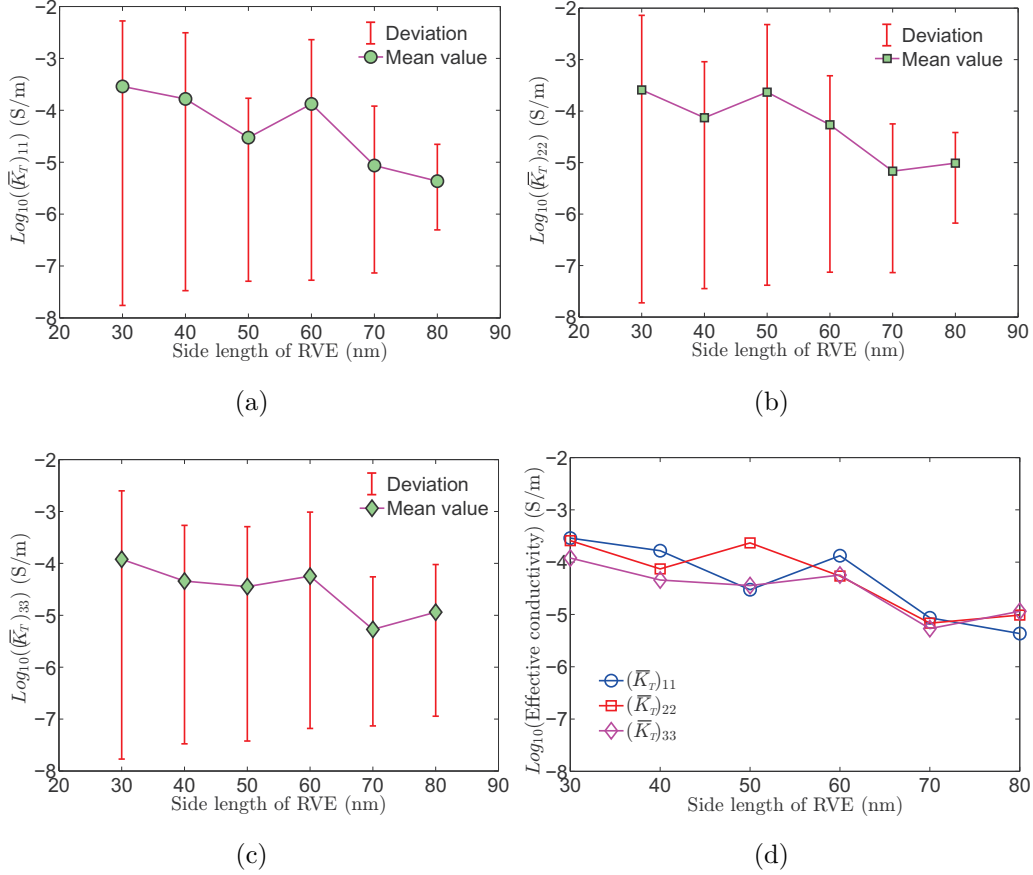 −2
−3
−4
−5
−6
−7
−8
20 30 40 50 60 70 80 90
Side length of RVE (nm)
Log10((K̅T)11) (S/m)
Deviation
Mean value
(a)
−2
−3
−4
−5
−6
−7
−8
20 30 40 50 60 70 80 90
Side length of RVE (nm)
Log10((K̅T)22) (S/m)
Deviation
Mean value
(b)
−2
−3
−4
−5
−6
−7
−8
20 30 40 50 60 70 80 90
Side length of RVE (nm)
Log10((K̅T)33) (S/m)
Deviation
Mean value
(c)
−2
−3
−4
−5
−6
−7
−8
30 40 50 60 70 80
Side length of RVE (nm)
Log10(Effective conductivity) (S/m)
(K̅T)11
(K̅T)22
(K̅T)33
(d)